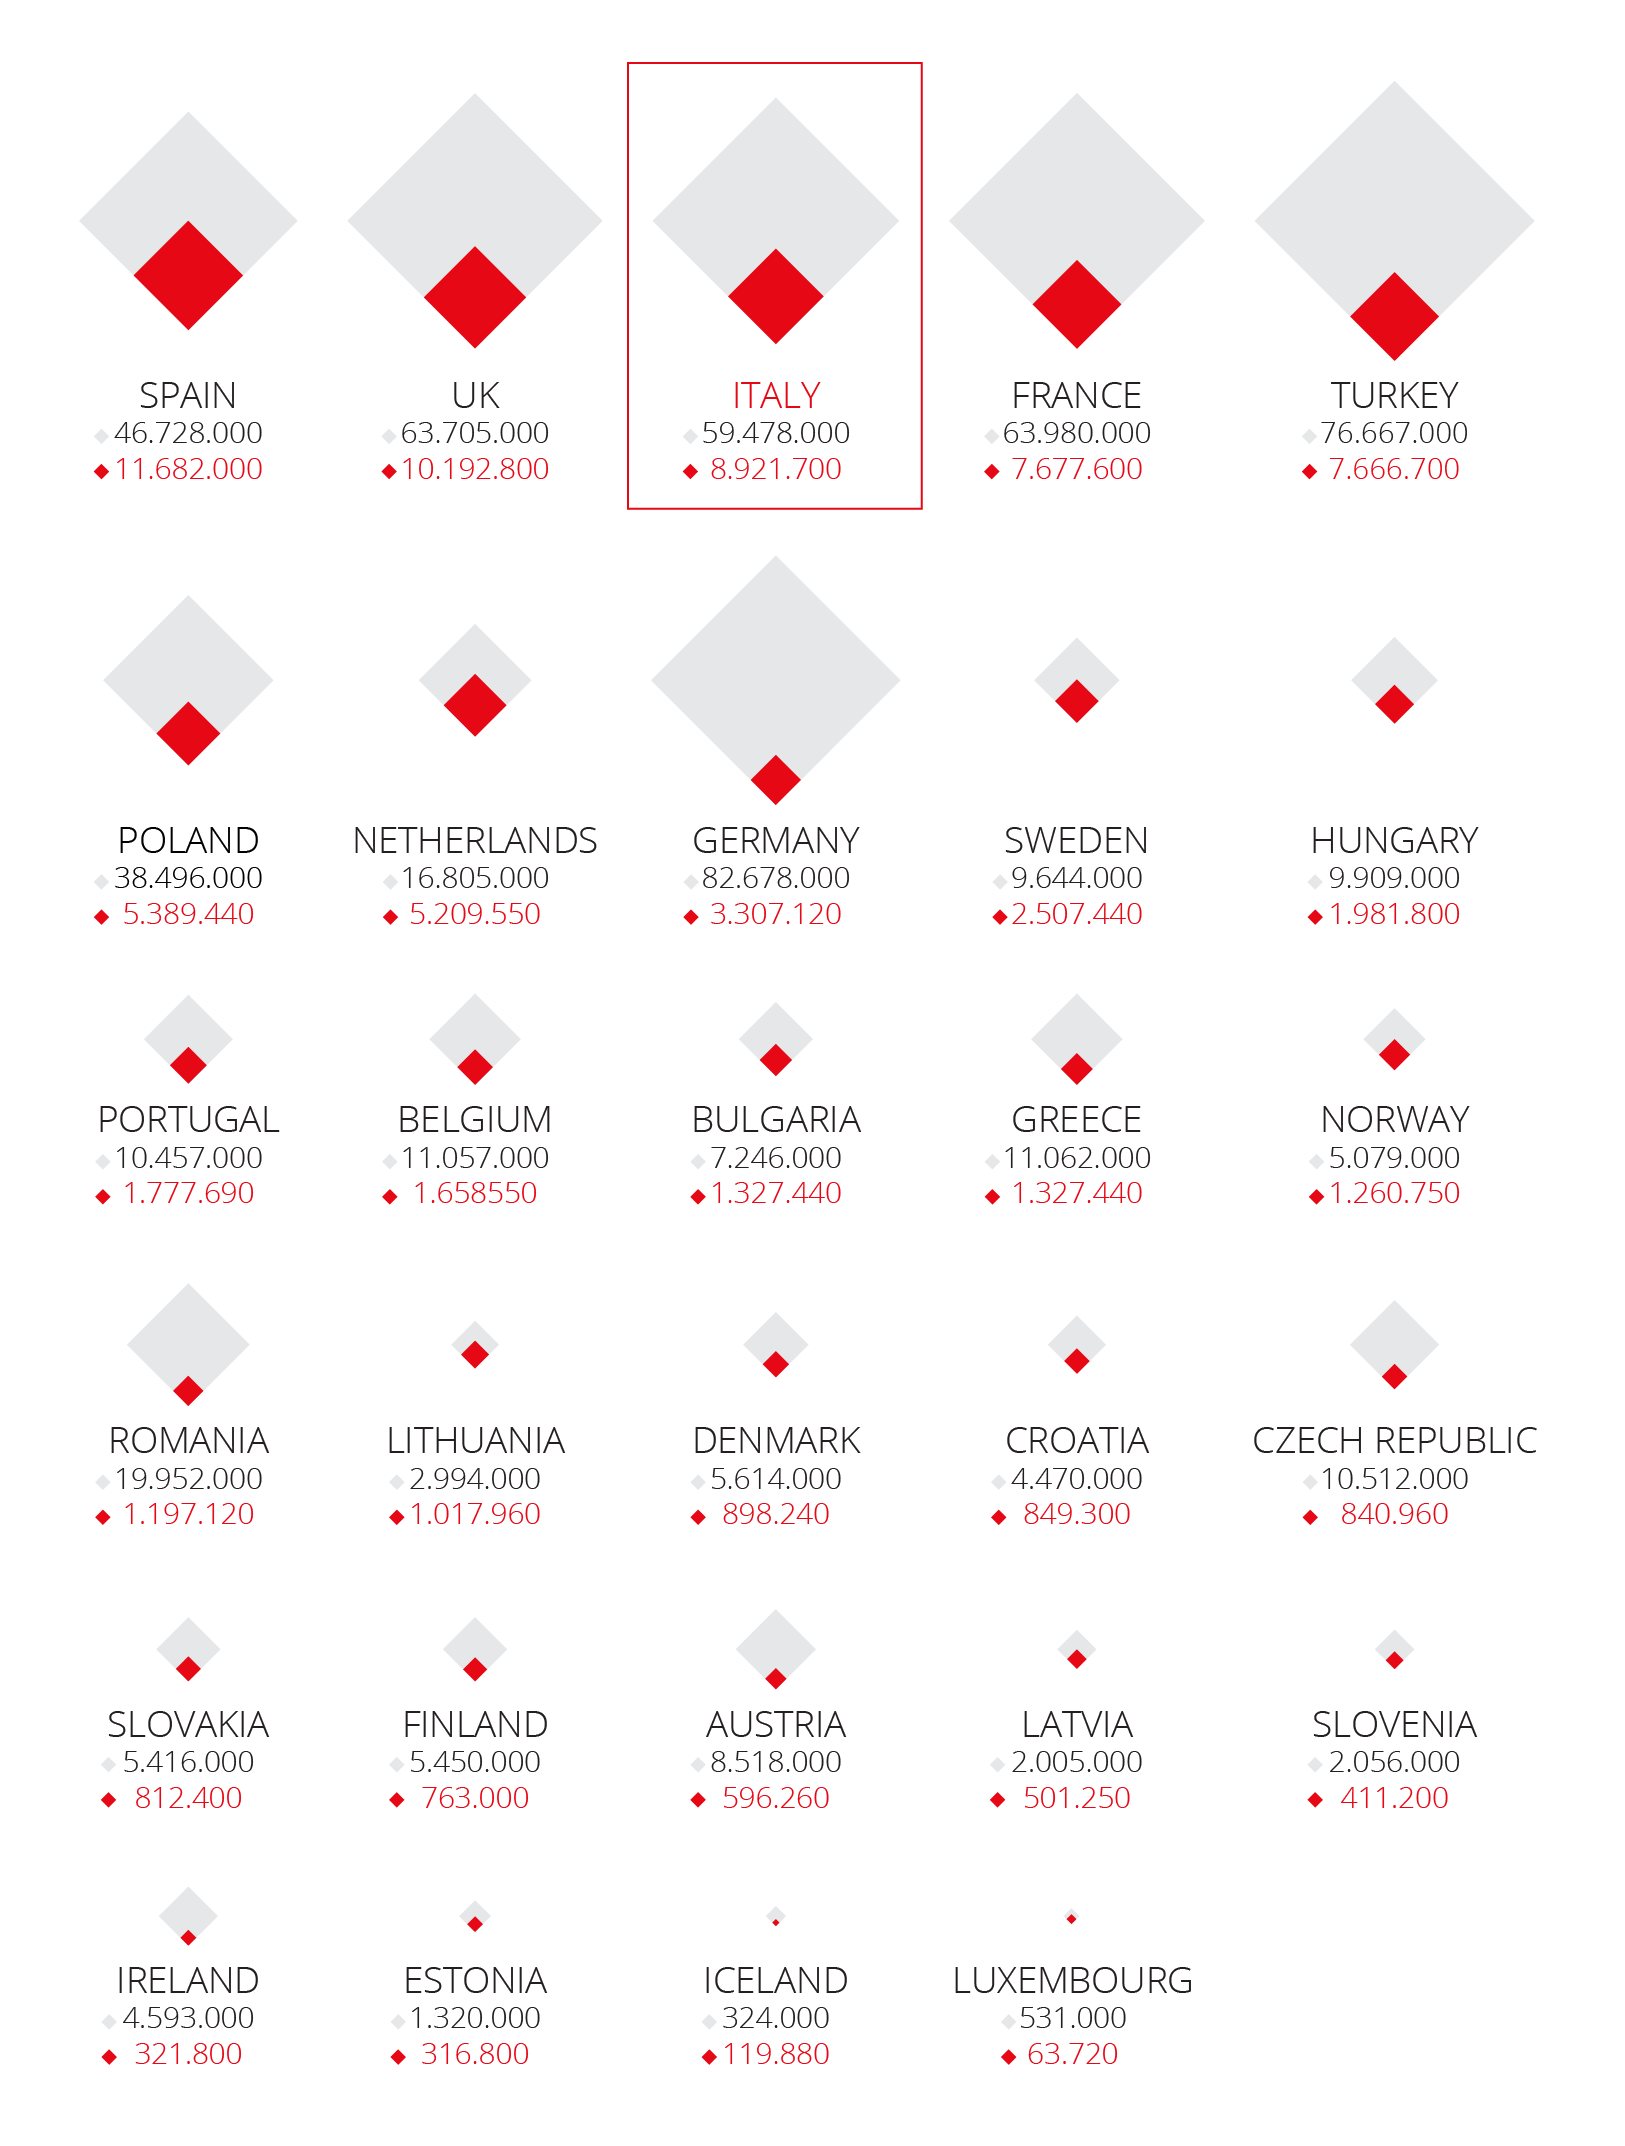 SPAIN
46.728.000
11.682.000
UK
63.705.000
10.192.800
ITALY
59.478.000
8.921.700
FRANCE
63.980.000
7.677.600
TURKEY
76.667.000
7.666.700
POLAND
38.496.000
5.389.440
NETHERLANDS
16.805.000
5.209.550
GERMANY
82.678.000
3.307.120
SWEDEN
9.644.000
2.507.440
HUNGARY
9.909.000
1.981.800
PORTUGAL
10.457.000
1.777.690
BELGIUM
11.057.000
1.658550
BULGARIA
7.246.000
1.327.440
GREECE
11.062.000
1.327.440
NORWAY
5.079.000
1.260.750
ROMANIA
19.952.000
1.197.120
LITHUANIA
2.994.000
1.017.960
DENMARK
5.614.000
898.240
CROATIA
4.470.000
849.300
CZECH REPUBLIC
10.512.000
840.960
SLOVAKIA
5.416.000
812.400
FINLAND
5.450.000
763.000
AUSTRIA
8.518.000
596.260
LATVIA
2.005.000
501.250
SLOVENIA
2.056.000
411.200
IRELAND
4.593.000
321.800
ESTONIA
1.320.000
316.800
ICELAND
324.000
119.880
LUXEMBOURG
531.000
63.720